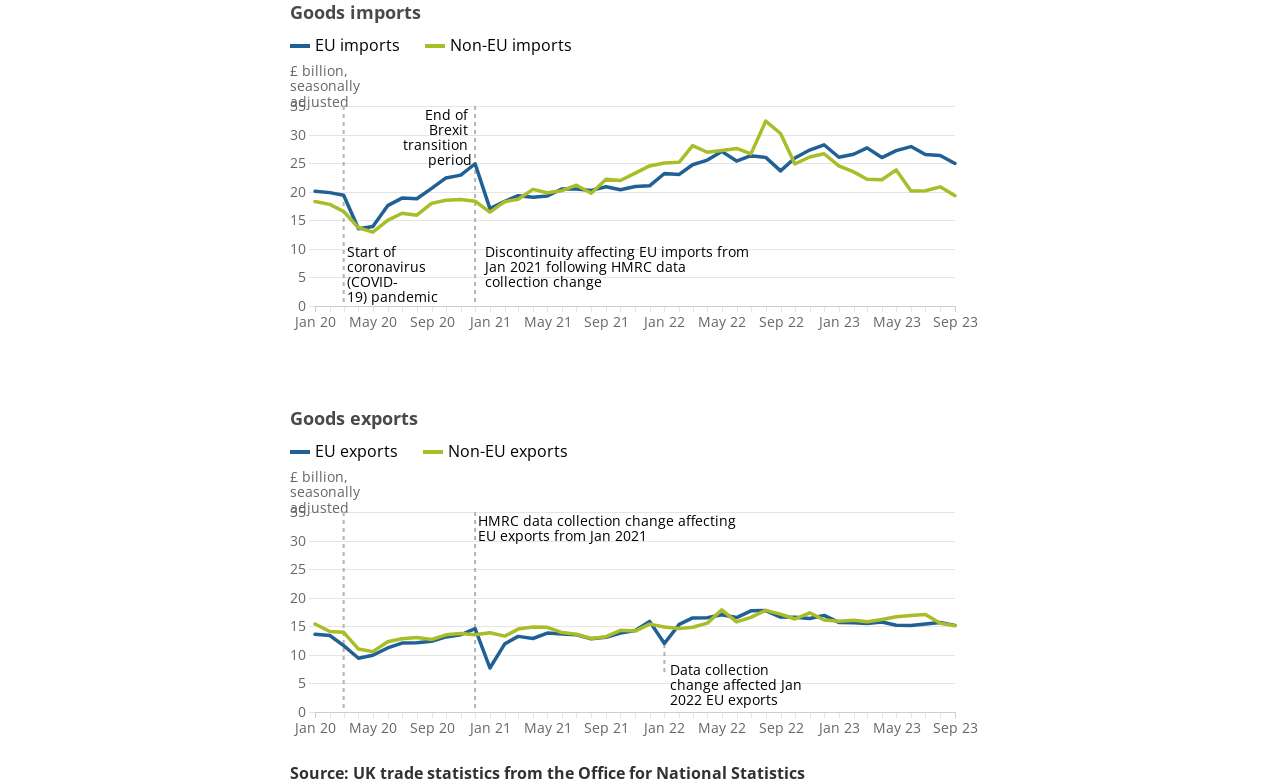 Goods imports
EU imports Non-EU imports
£ billion,
seasonally
adjusted
35
End of
Brexit
transition
period
30
25
20
15
10
5
0
Start of
coronavirus
(COVID-
19) pandemic
Discontinuity affecting EU imports from
Jan 2021 following HMRC data
collection change
Jan 20 May 20 Sep 20 Jan 21 May 21 Sep 21 Jan 22 May 22 Sep 22 Jan 23 May 23 Sep 23
Goods exports
EU exports Non-EU exports
£ billion,
seasonally
adjusted
35
HMRC data collection change affecting
EU exports from Jan 2021
30
25
20
15
10
5
0
Data collection
change affected Jan
2022 EU exports
Jan 20 May 20 Sep 20 Jan 21 May 21 Sep 21 Jan 22 May 22 Sep 22 Jan 23 May 23 Sep 23
Source: UK trade statistics from the Office for National Statistics